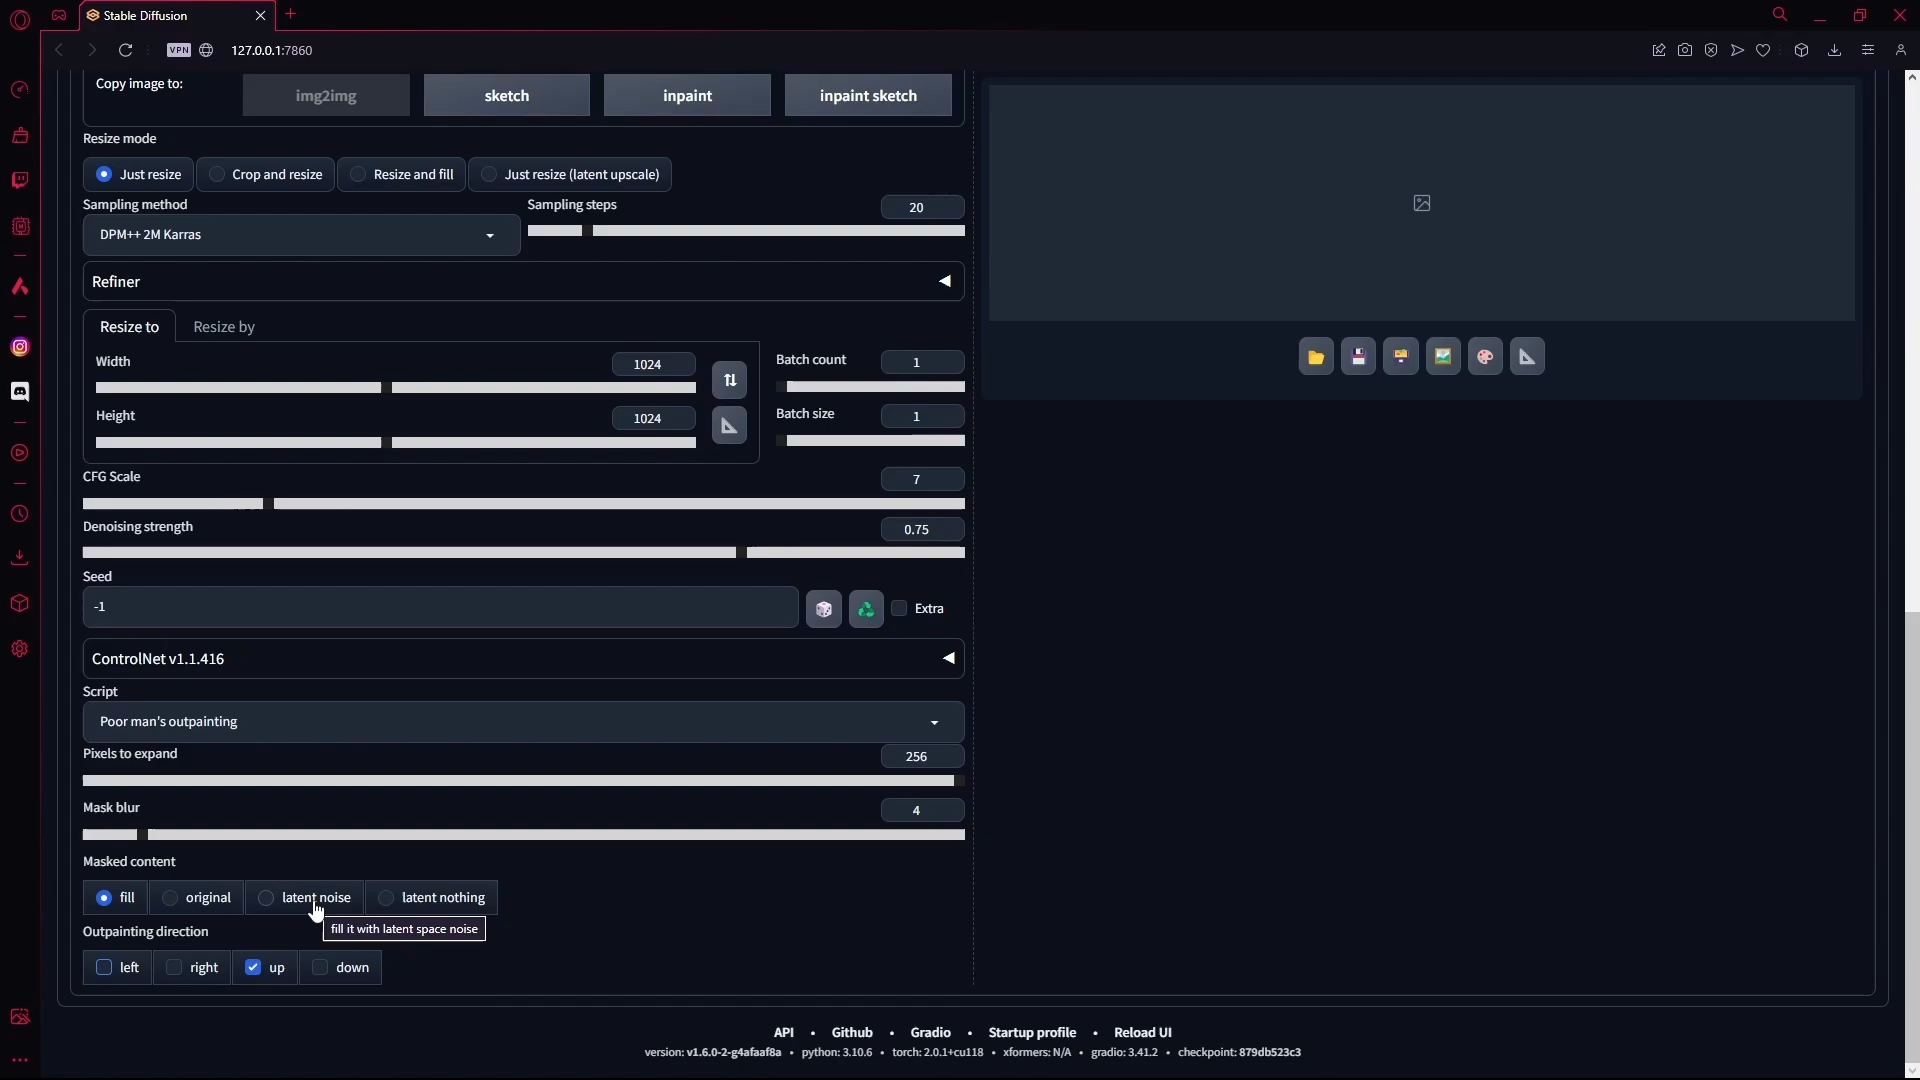 Stable Diffusion
VPN 127.0.0.1:7860
Copy image to: img2img sketch inpaint inpaint sketch
Resize mode
Just resize Crop and resize Resize and fill Just resize (latent upscale)
Sampling method Sampling steps 20
DPM++ 2M Karras
Refiner
Resize to Resize by
Width 1024 Batch count 1
Height 1024 Batch size 1
CFG Scale 7
Denoising strength 0.75
Seed
-1 Extra
ControlNet v1.1.416
Script
Poor man's outpainting
Pixels to expand 256
Mask blur 4
Masked content
fill original latent noise latent nothing
fill it with latent space noise
Outpainting direction
left right up down
API • Github • Gradio • Startup profile • Reload UI
version: v1.6.0-2-g4afaaf8a • python: 3.10.6 • torch: 2.0.1+cu118 • xformers: N/A • gradio: 3.41.2 • checkpoint: 879db523c3